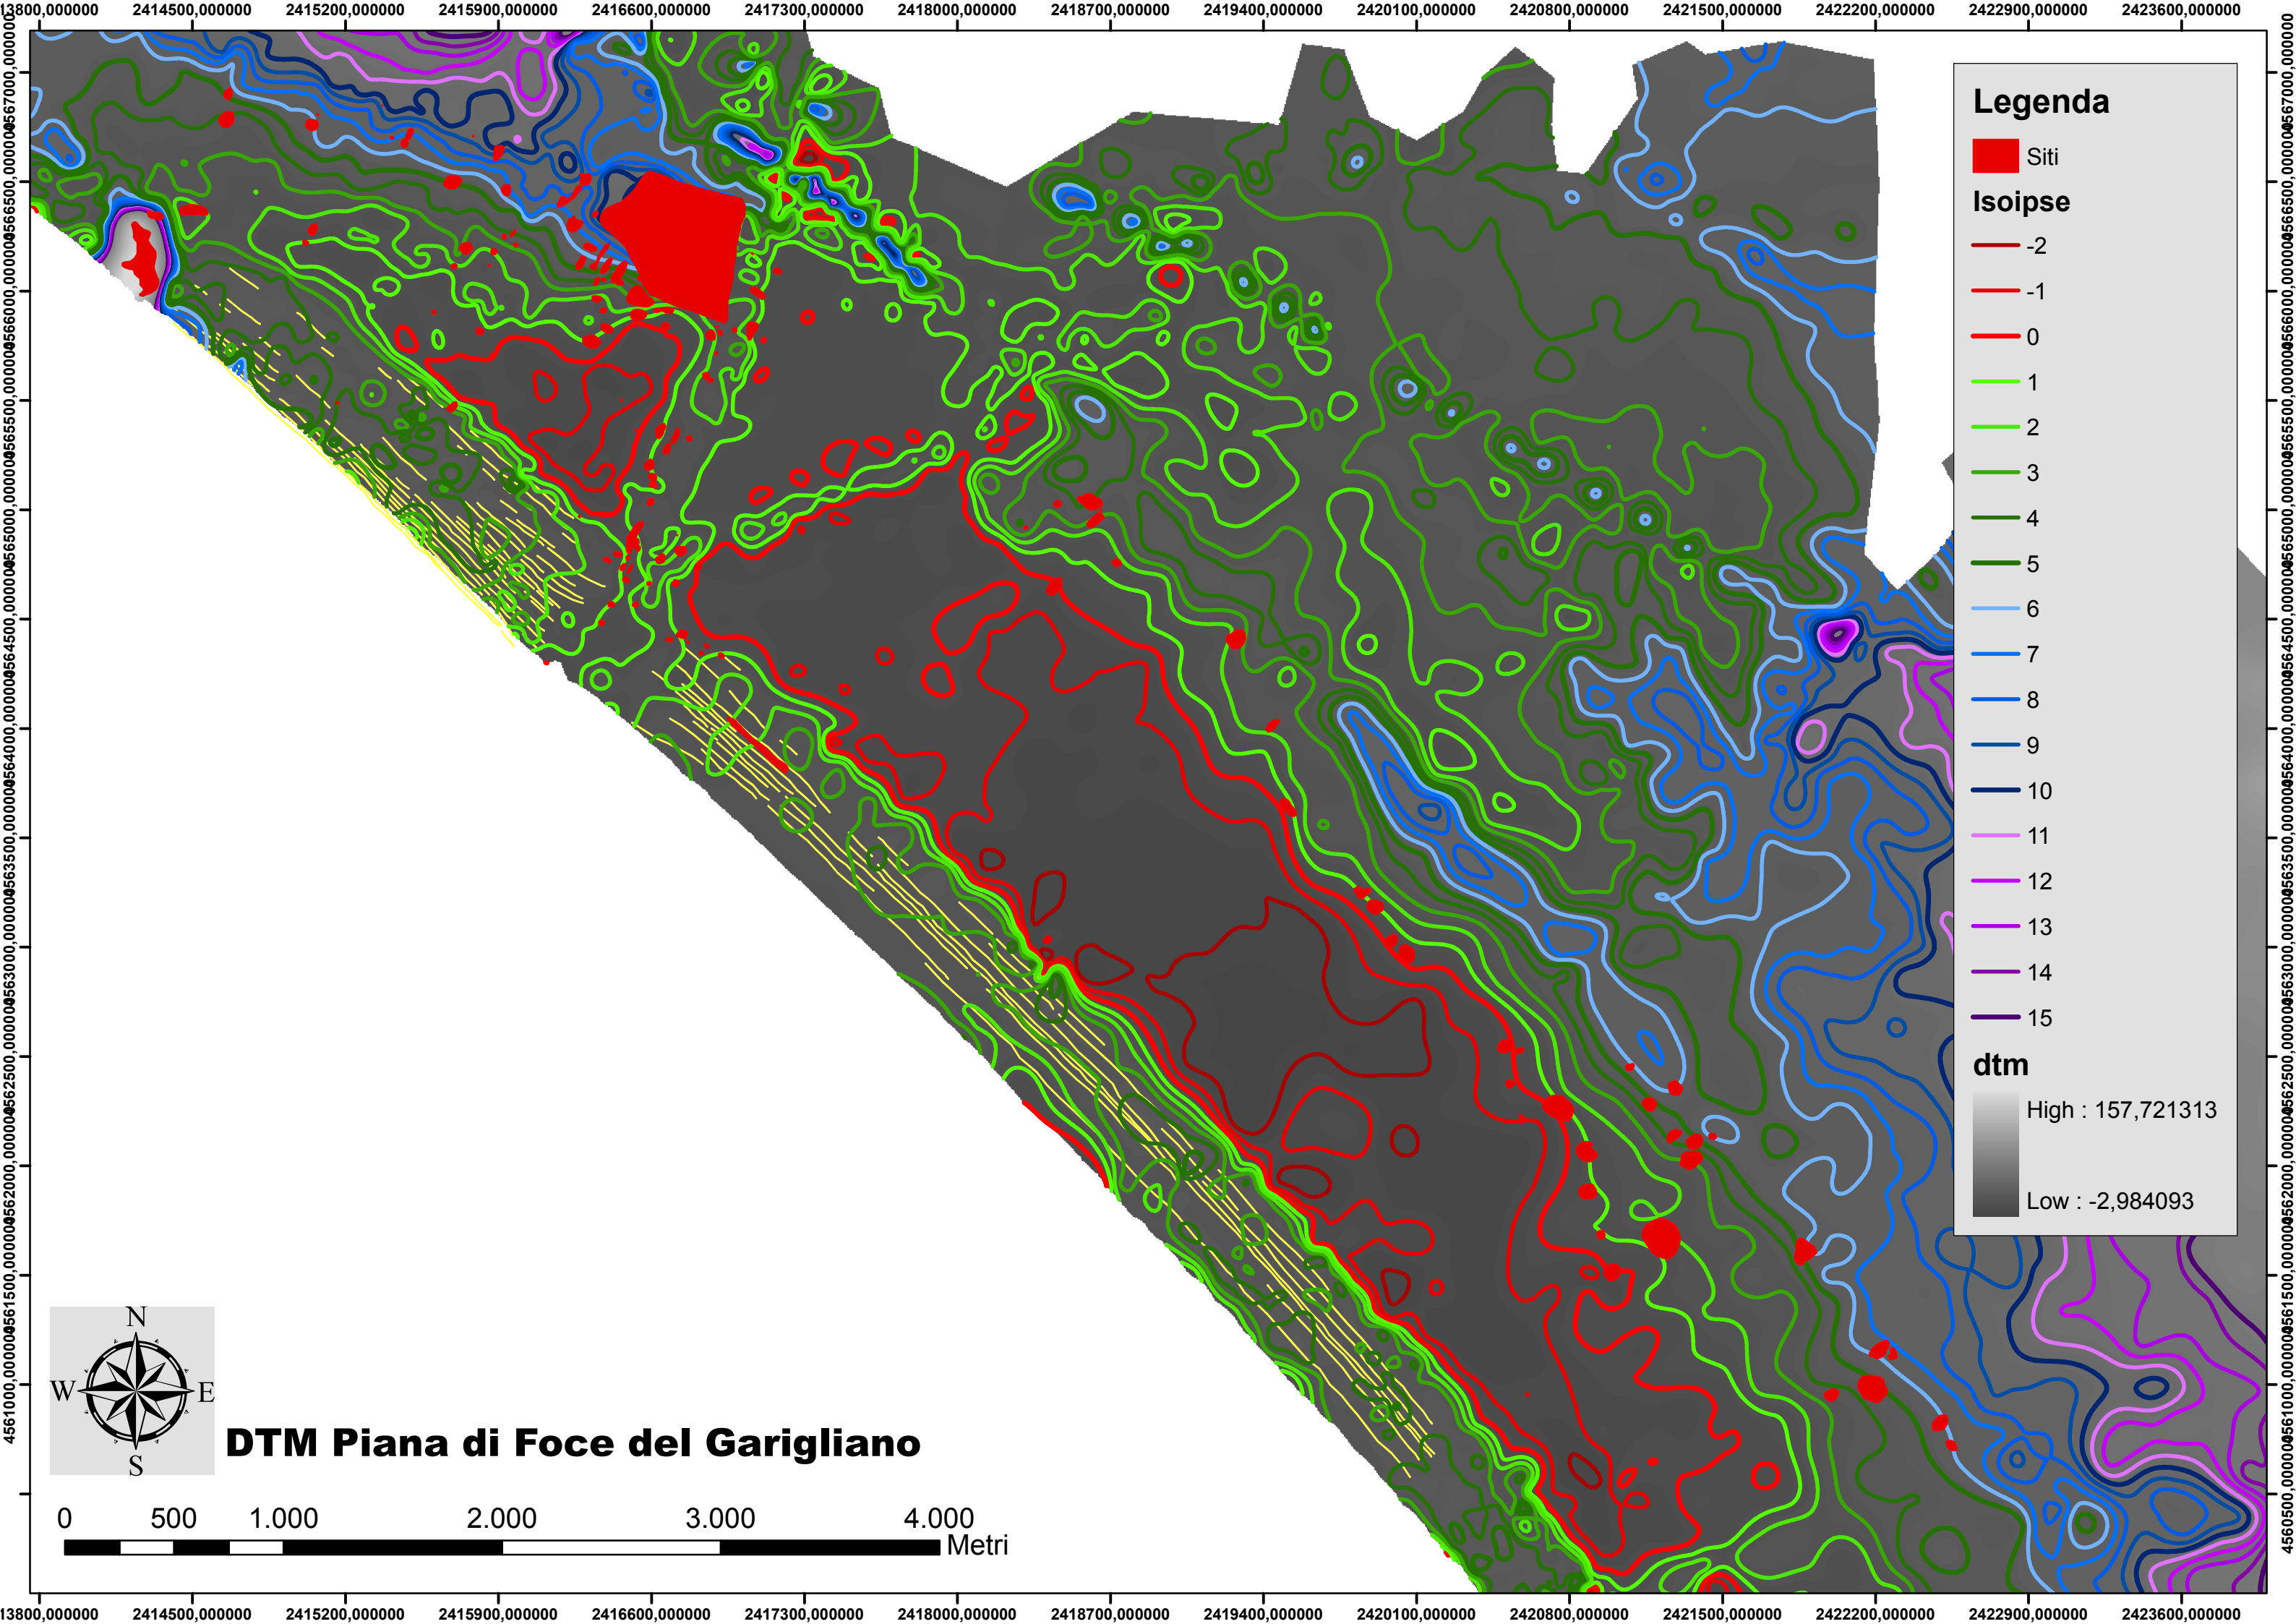 13800,000000 2414500,000000 2415200,000000 2415900,000000 2416600,000000 2417300,000000 2418000,000000 2418700,000000 2419400,000000 2420100,000000 2420800,000000 2421500,000000 2422200,000000 2422900,000000 2423600,000000
Legenda
Siti
Isoipse
-2
-1
0
1
2
3
4
5
6
7
8
9
10
11
12
13
14
15
dtm
High : 157,721313
Low : -2,984093
N
W E
S
DTM Piana di Foce del Garigliano
0 500 1.000 2.000 3.000 4.000
Metri
13800,000000 2414500,000000 2415200,000000 2415900,000000 2416600,000000 2417300,000000 2418000,000000 2418700,000000 2419400,000000 2420100,000000 2420800,000000 2421500,000000 2422200,000000 2422900,000000 2423600,000000